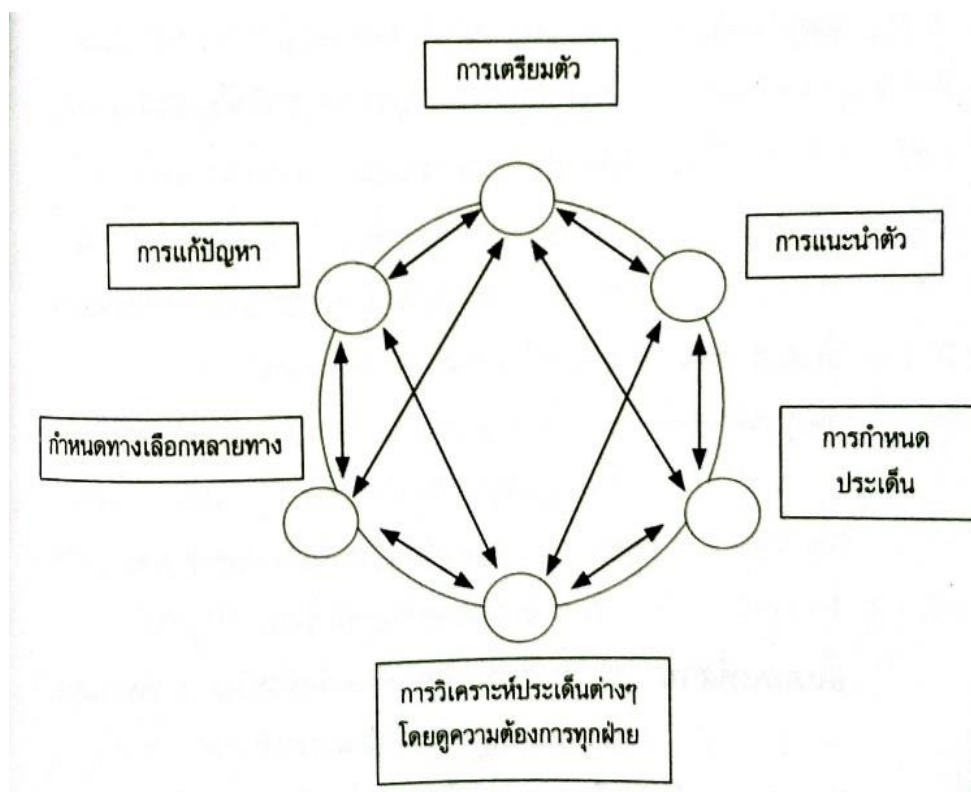 การเตรียมตัว
การแนะนำตัว
การกำหนด
ประเด็น
การวิเคราะห์ประเด็นต่างๆ
โดยดูความต้องการทุกฝ่าย
กำหนดทางเลือกหลายทาง
การแก้ปัญหา